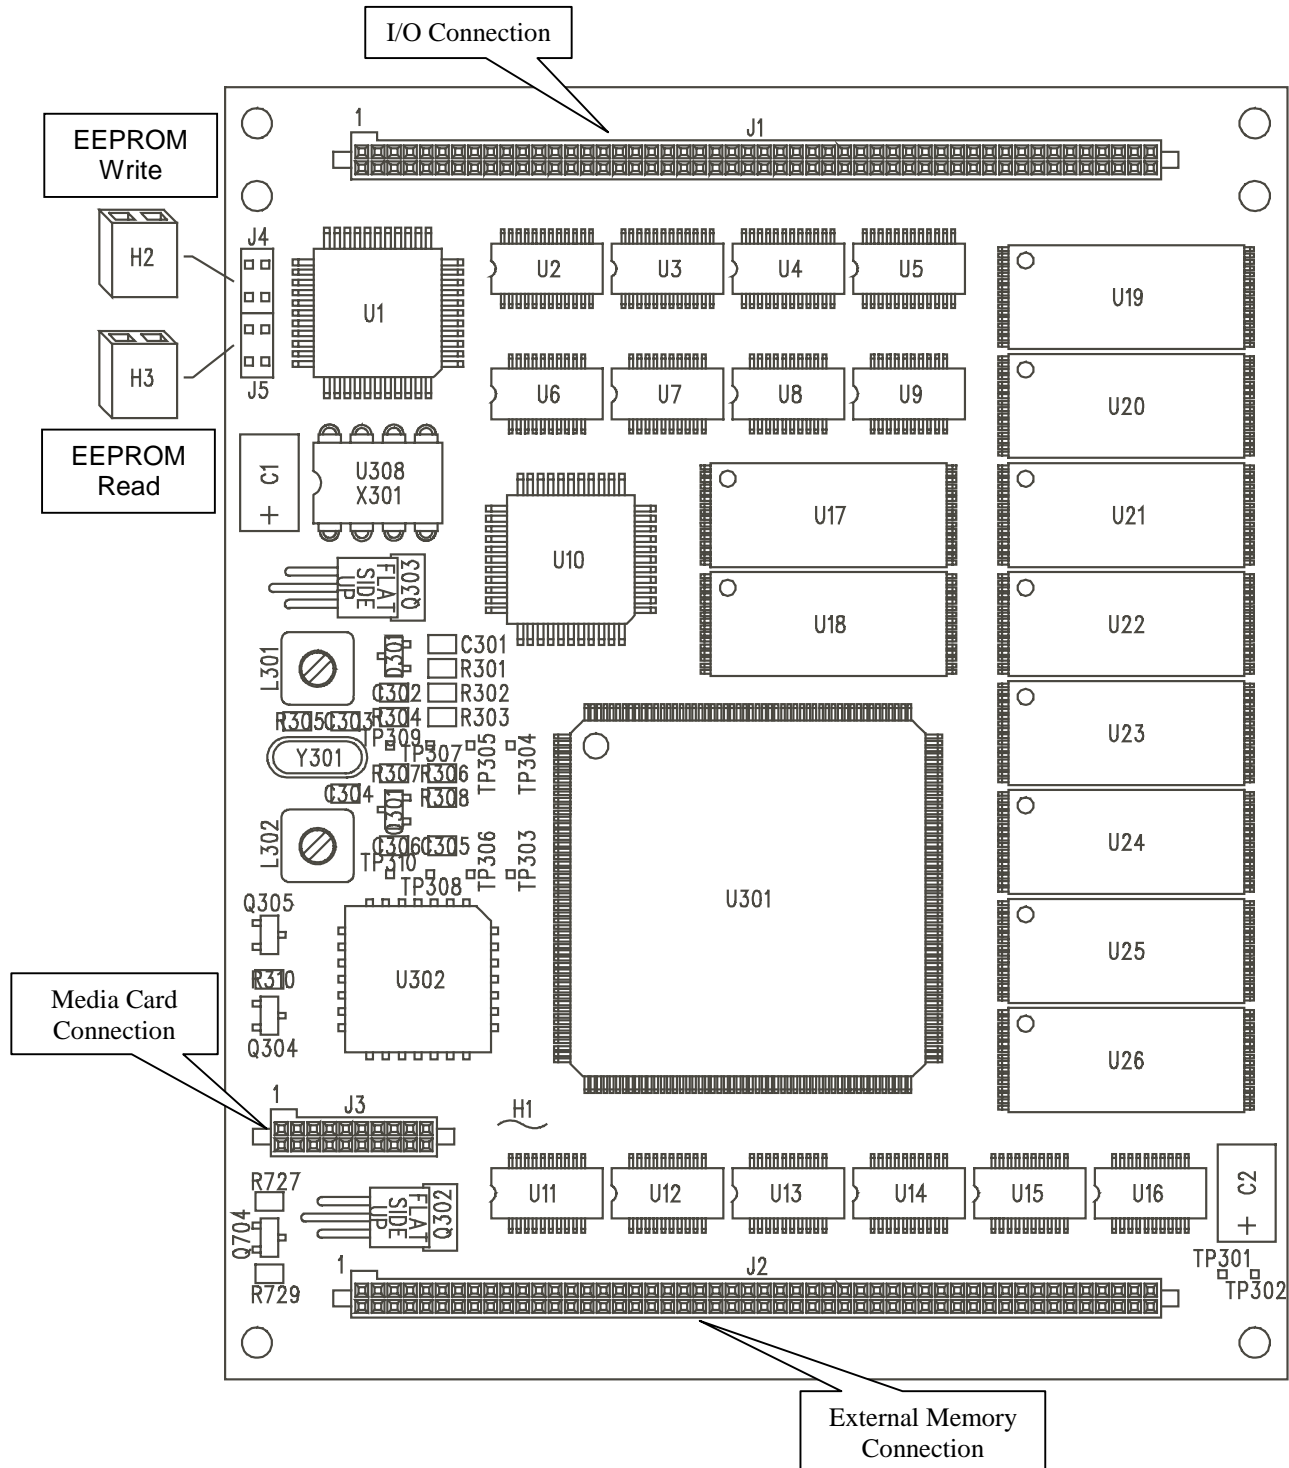 I/O Connection
1
J1
EEPROM
Write
H2
J4
H3
J5
EEPROM
Read
U1
U2
U3
U4
U5
U6
U7
U8
U9
U19
U20
U21
U22
U23
U24
U25
U26
C1
+
U308
X301
U10
U17
U18
FLAT
SIDE
UP
303Q
L301
C301
R301
R302
R303
C302
R304
R305
C303
TP309
TP307
TP305
TP304
Y301
R307
R306
R308
C304
L302
C306
C305
TP310
TP308
TP306
TP303
U301
Q305
R310
Q304
U302
Media Card
Connection
1
J3
H1
R727
Q704
R729
FLAT
SIDE
UP
Q302
U11
U12
U13
U14
U15
U16
C2
+
TP301
TP302
1
J2
External Memory
Connection